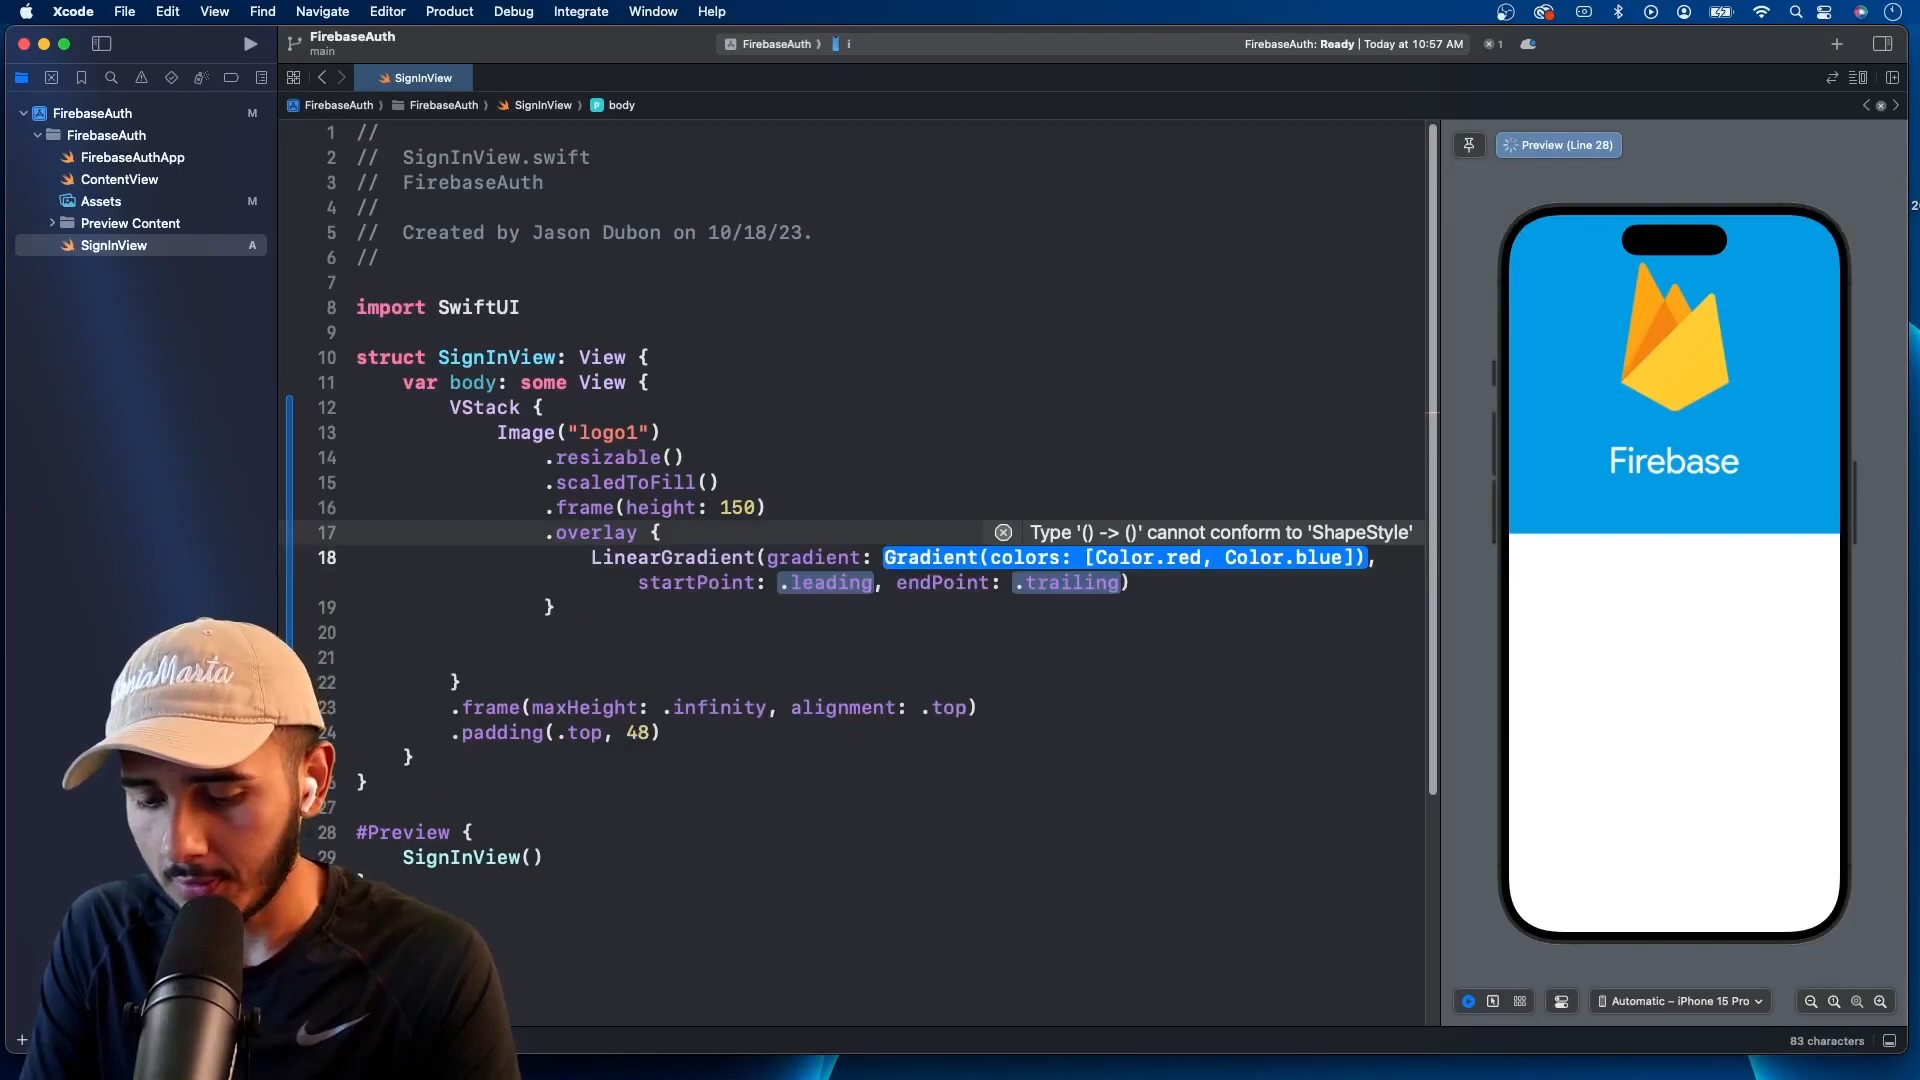 Xcode File Edit View Find Navigate Editor Product Debug Integrate Window Help
FirebaseAuth
main
FirebaseAuth ⟩ i
FirebaseAuth: Ready | Today at 10:57 AM
1
SignInView
FirebaseAuth ⟩ FirebaseAuth ⟩ SignInView ⟩ P body
FirebaseAuth M
FirebaseAuth
FirebaseAuthApp
ContentView
Assets M
Preview Content
SignInView A
1 //
2 // SignInView.swift
3 // FirebaseAuth
4 //
5 // Created by Jason Dubon on 10/18/23.
6 //
7
8 import SwiftUI
9
10 struct SignInView: View {
11 var body: some View {
12 VStack {
13 Image("logo1")
14 .resizable()
15 .scaledToFill()
16 .frame(height: 150)
17 .overlay { Type '() -> ()' cannot conform to 'ShapeStyle'
18 LinearGradient(gradient: Gradient(colors: [Color.red, Color.blue]),
startPoint: .leading, endPoint: .trailing)
19 }
20
21
22 }
23 .frame(maxHeight: .infinity, alignment: .top)
24 .padding(.top, 48)
}
}
27
28 #Preview {
29 SignInView()
Preview (Line 28)
Firebase
Automatic – iPhone 15 Pro
83 characters